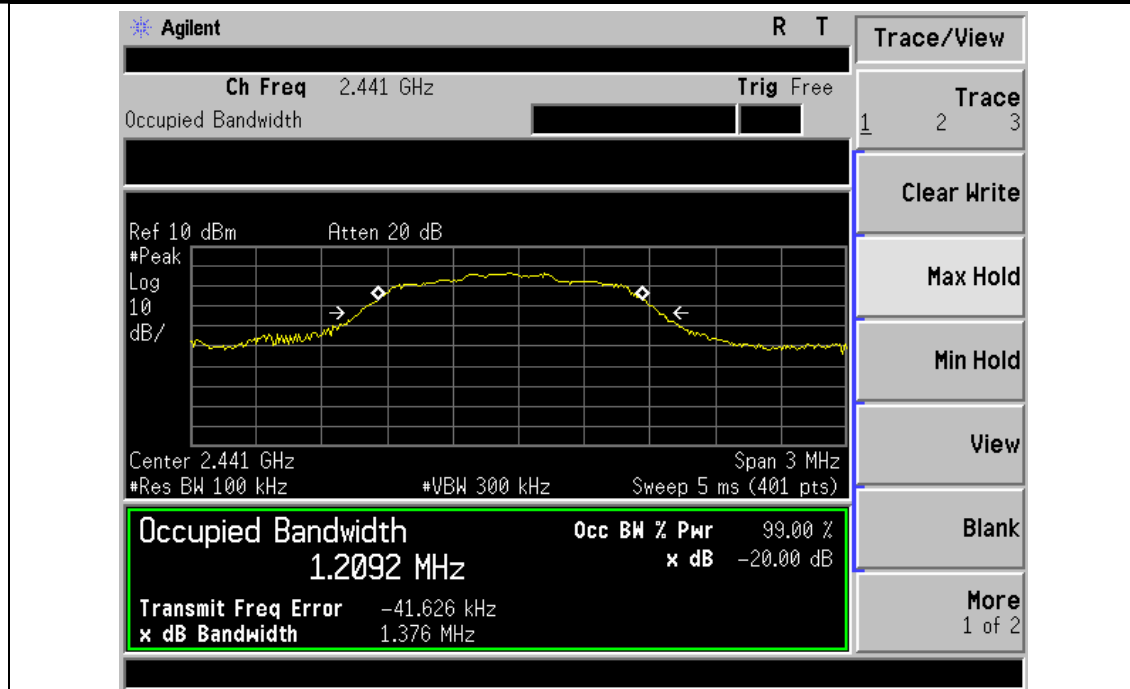 Agilent R T
Ch Freq 2.441 GHz Trig Free
Occupied Bandwidth
Ref 10 dBm Atten 20 dB
#Peak
Log
10
dB/
Center 2.441 GHz Span 3 MHz
#Res BW 100 kHz #VBW 300 kHz Sweep 5 ms (401 pts)
Occupied Bandwidth Occ BW % Pwr 99.00 %
1.2092 MHz x dB -20.00 dB
Transmit Freq Error -41.626 kHz
x dB Bandwidth 1.376 MHz
Trace/View
Trace
1 2 3
Clear Write
Max Hold
Min Hold
View
Blank
More
1 of 2